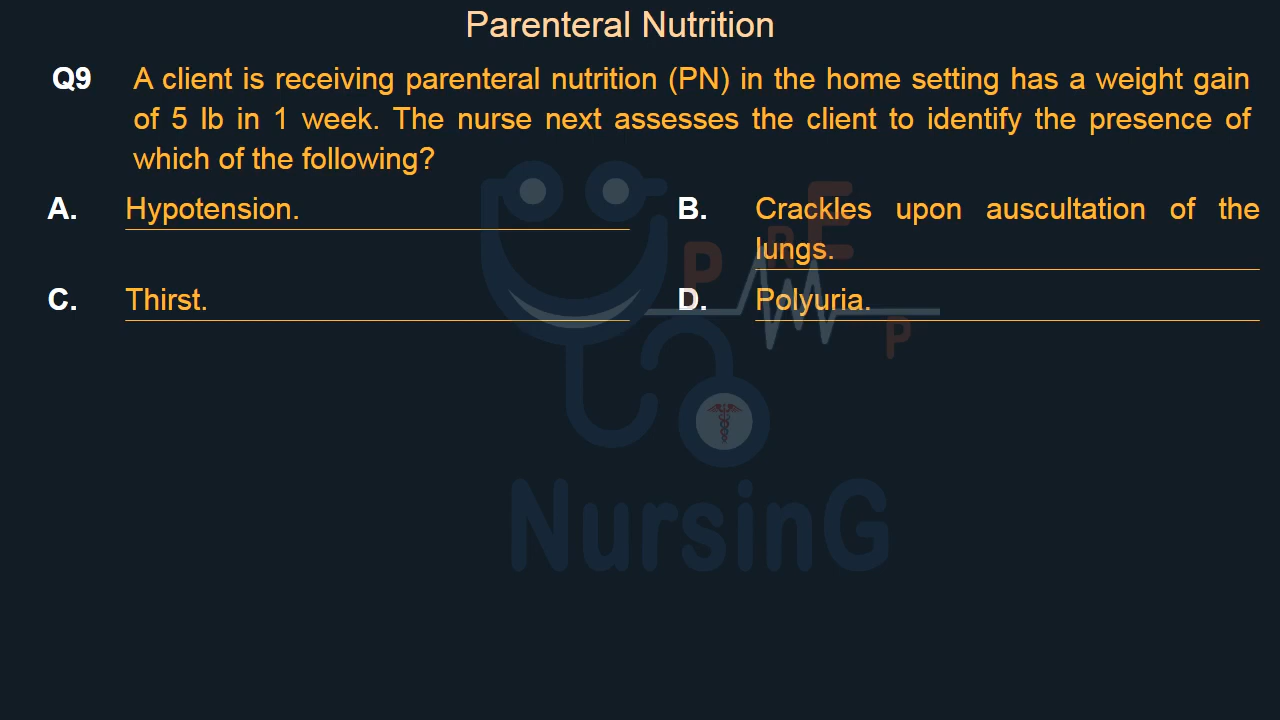 Parenteral Nutrition
Q9 A client is receiving parenteral nutrition (PN) in the home setting has a weight gain
of 5 lb in 1 week. The nurse next assesses the client to identify the presence of
which of the following?
A. Hypotension.
B. Crackles upon auscultation of the
lungs.
C. Thirst.
D. Polyuria.
PREP
NursinG